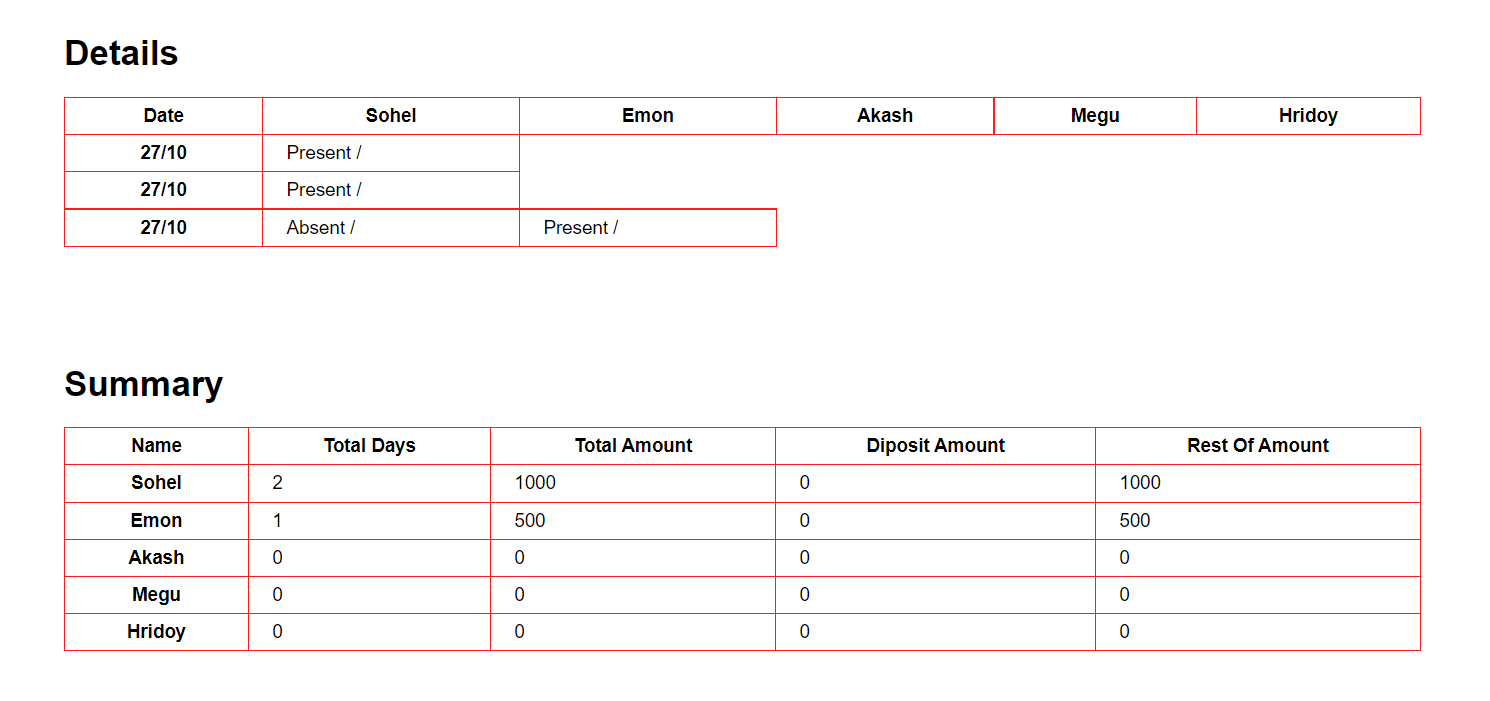 Details
Date Sohel Emon Akash Megu Hridoy
27/10 Present /
27/10 Present /
27/10 Absent / Present /
Summary
Name Total Days Total Amount Diposit Amount Rest Of Amount
Sohel 2 1000 0 1000
Emon 1 500 0 500
Akash 0 0 0 0
Megu 0 0 0 0
Hridoy 0 0 0 0